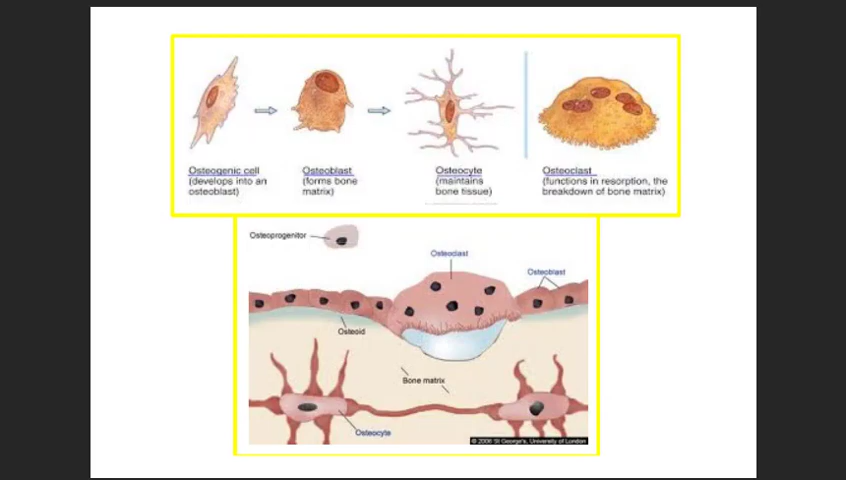 Osteogenic cell
(develops into an
osteoblast)
Osteoblast
(forms bone
matrix)
Osteocyte
(maintains
bone tissue)
Osteoclast
(functions in resorption, the
breakdown of bone matrix)
Osteoprogenitor
Osteoclast
Osteoblast
Osteoid
Bone matrix
Osteocyte
© 2006 St George's, University of London